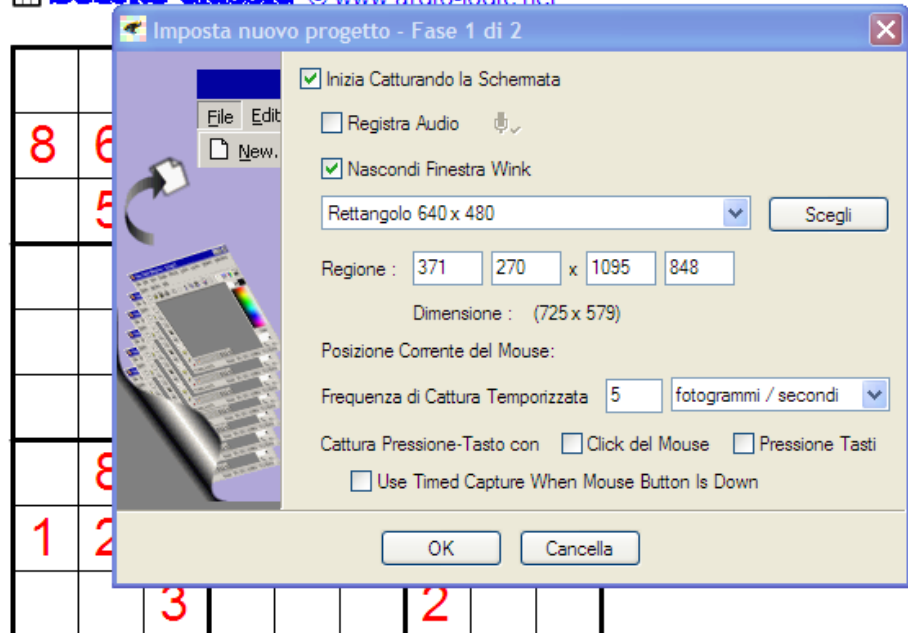 © www.
Imposta nuovo progetto - Fase 1 di 2
Inizia Catturando la Schermata
File Edit
Registra Audio
New.
8 6
Nascondi Finestra Wink
5
Rettangolo 640 x 480
Scegli
Regione : 371 270 x 1095 848
Dimensione : (725 x 579)
Posizione Corrente del Mouse:
Frequenza di Cattura Temporizzata 5 fotogrammi / secondi
Cattura Pressione-Tasto con Click del Mouse Pressione Tasti
8
Use Timed Capture When Mouse Button Is Down
1 2
OK Cancella
3 2